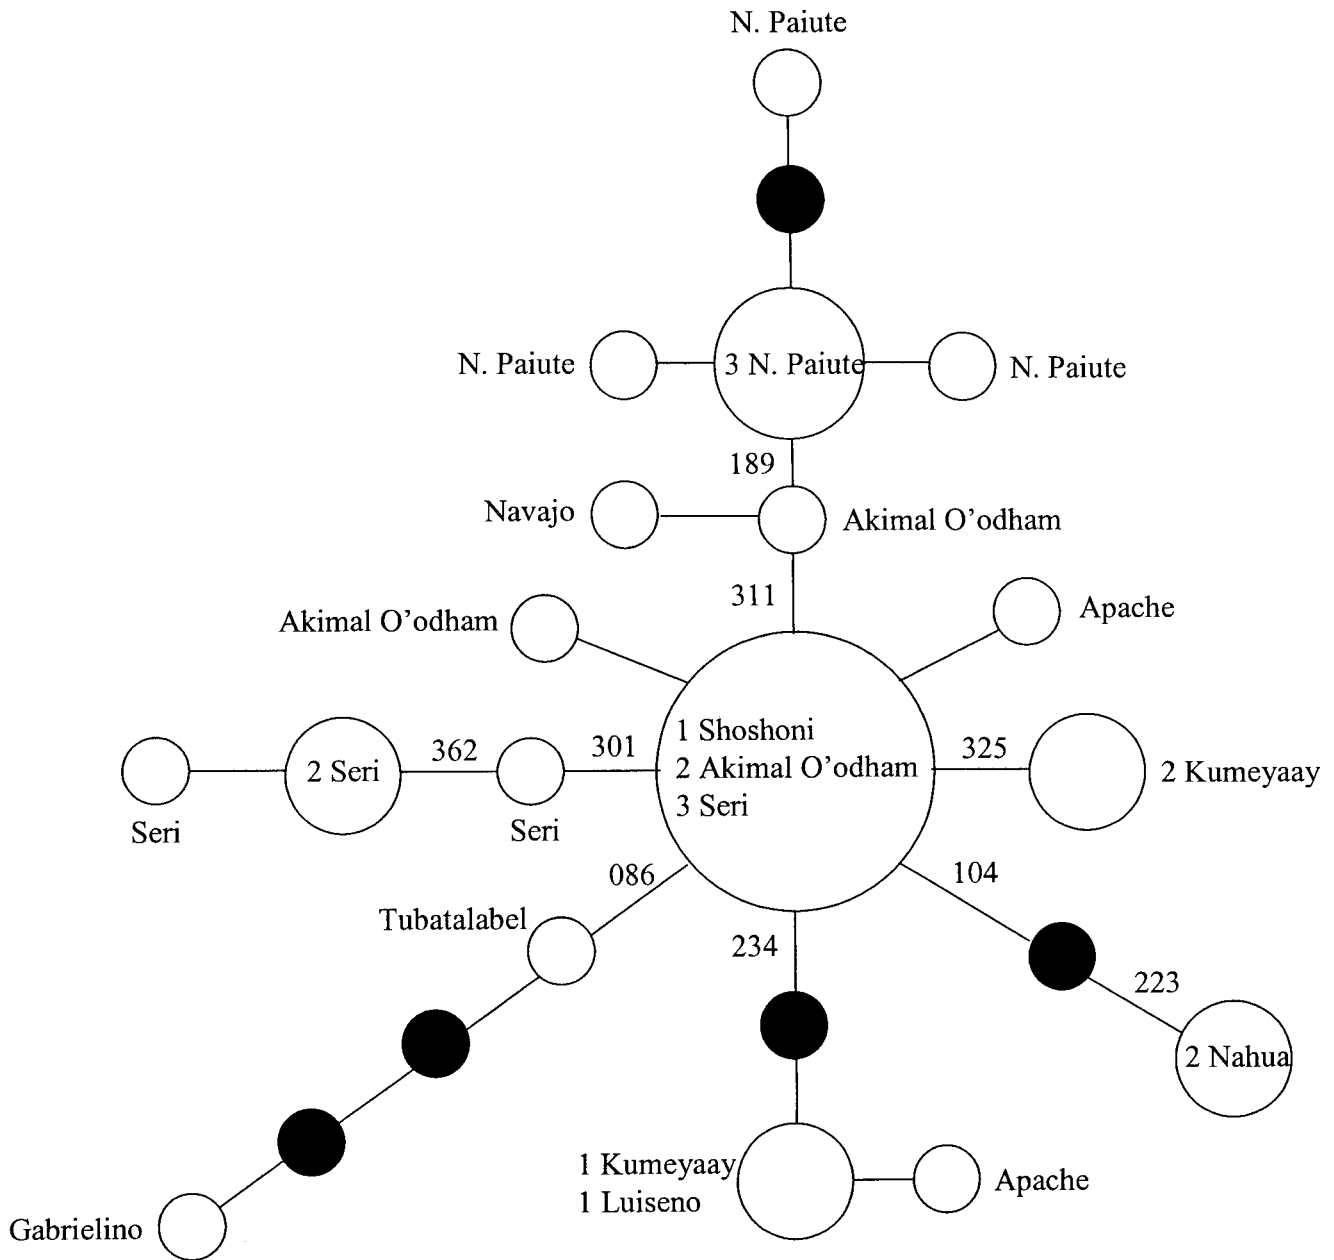 N. Paiute
N. Paiute
3 N. Paiute
N. Paiute
189
Navajo
Akimal O'odham
311
Akimal O'odham
Apache
1 Shoshoni
2 Akimal O'odham
3 Seri
362
301
325
2 Seri
2 Kumeyaay
Seri
Seri
086
104
Tubatalabel
234
223
2 Nahua
1 Kumeyaay
1 Luiseno
Apache
Gabrielino